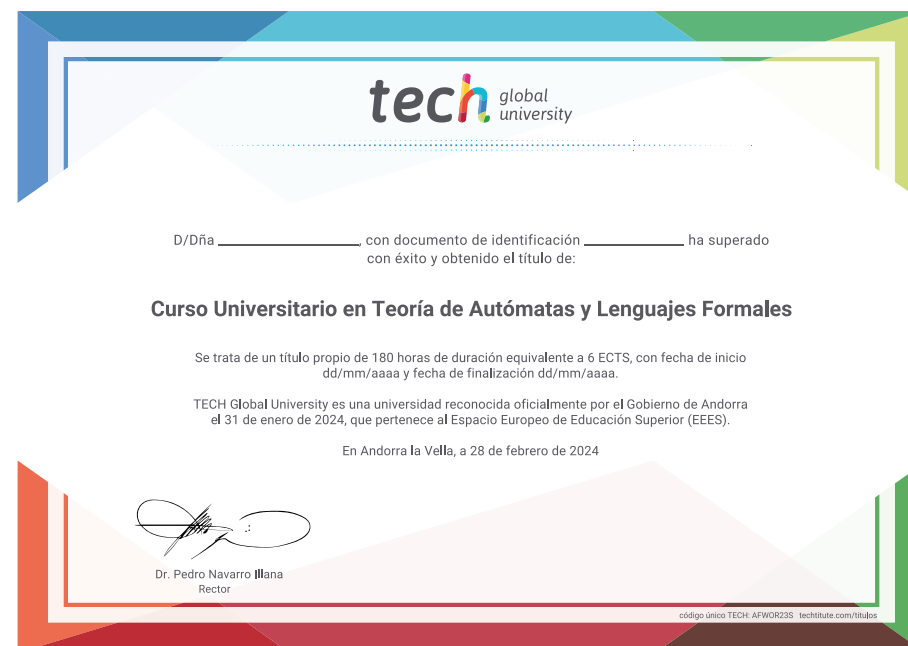 tech global
university
D/Dña ____________________, con documento de identificación ______________ ha superado
con éxito y obtenido el título de:
Curso Universitario en Teoría de Autómatas y Lenguajes Formales
Se trata de un título propio de 180 horas de duración equivalente a 6 ECTS, con fecha de inicio
dd/mm/aaaa y fecha de finalización dd/mm/aaaa.
TECH Global University es una universidad reconocida oficialmente por el Gobierno de Andorra
el 31 de enero de 2024, que pertenece al Espacio Europeo de Educación Superior (EEES).
En Andorra la Vella, a 28 de febrero de 2024
Dr. Pedro Navarro Illana
Rector
código único TECH: AFWOR23S techtitute.com/titulos